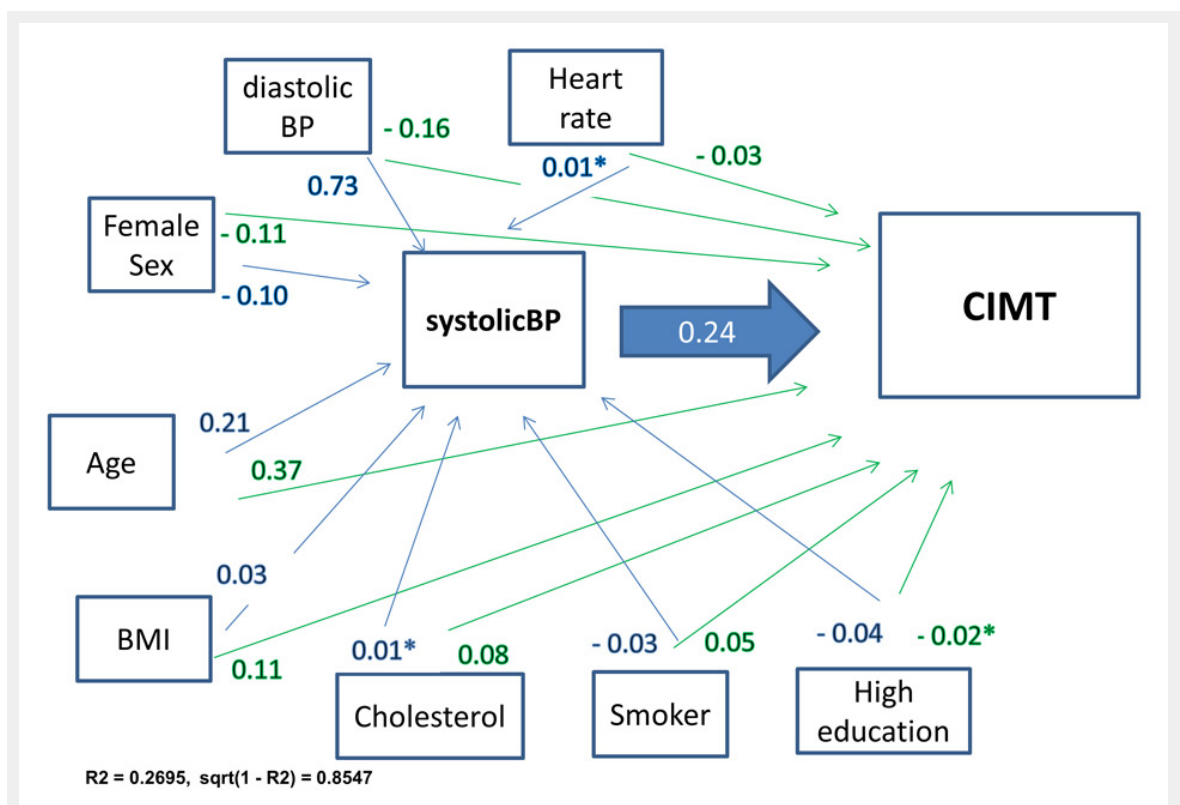 diastolic
BP
Heart
rate
- 0.16
0.01*
- 0.03
0.73
Female
Sex
- 0.11
- 0.10
systolicBP
0.24
CIMT
Age
0.21
0.37
BMI
0.03
0.11
0.01*
0.08
Cholesterol
- 0.03
0.05
Smoker
- 0.04
- 0.02*
High
education
R2 = 0.2695, sqrt(1 - R2) = 0.8547